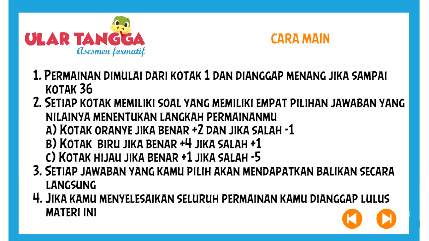 ULAR TANGGA
Asesmen formatif
CARA MAIN
1. PERMAINAN DIMULAI DARI KOTAK 1 DAN DIANGGAP MENANG JIKA SAMPAI
KOTAK 36
2. SETIAP KOTAK MEMILIKI SOAL YANG MEMILIKI EMPAT PILIHAN JAWABAN YANG
NILAINYA MENENTUKAN LANGKAH PERMAINANMU
A) KOTAK ORANYE JIKA BENAR +2 DAN JIKA SALAH -1
B) KOTAK BIRU JIKA BENAR +4 JIKA SALAH +1
C) KOTAK HIJAU JIKA BENAR +1 JIKA SALAH -5
3. SETIAP JAWABAN YANG KAMU PILIH AKAN MENDAPATKAN BALIKAN SECARA
LANGSUNG
4. JIKA KAMU MENYELESAIKAN SELURUH PERMAINAN KAMU DIANGGAP LULUS
MATERI INI